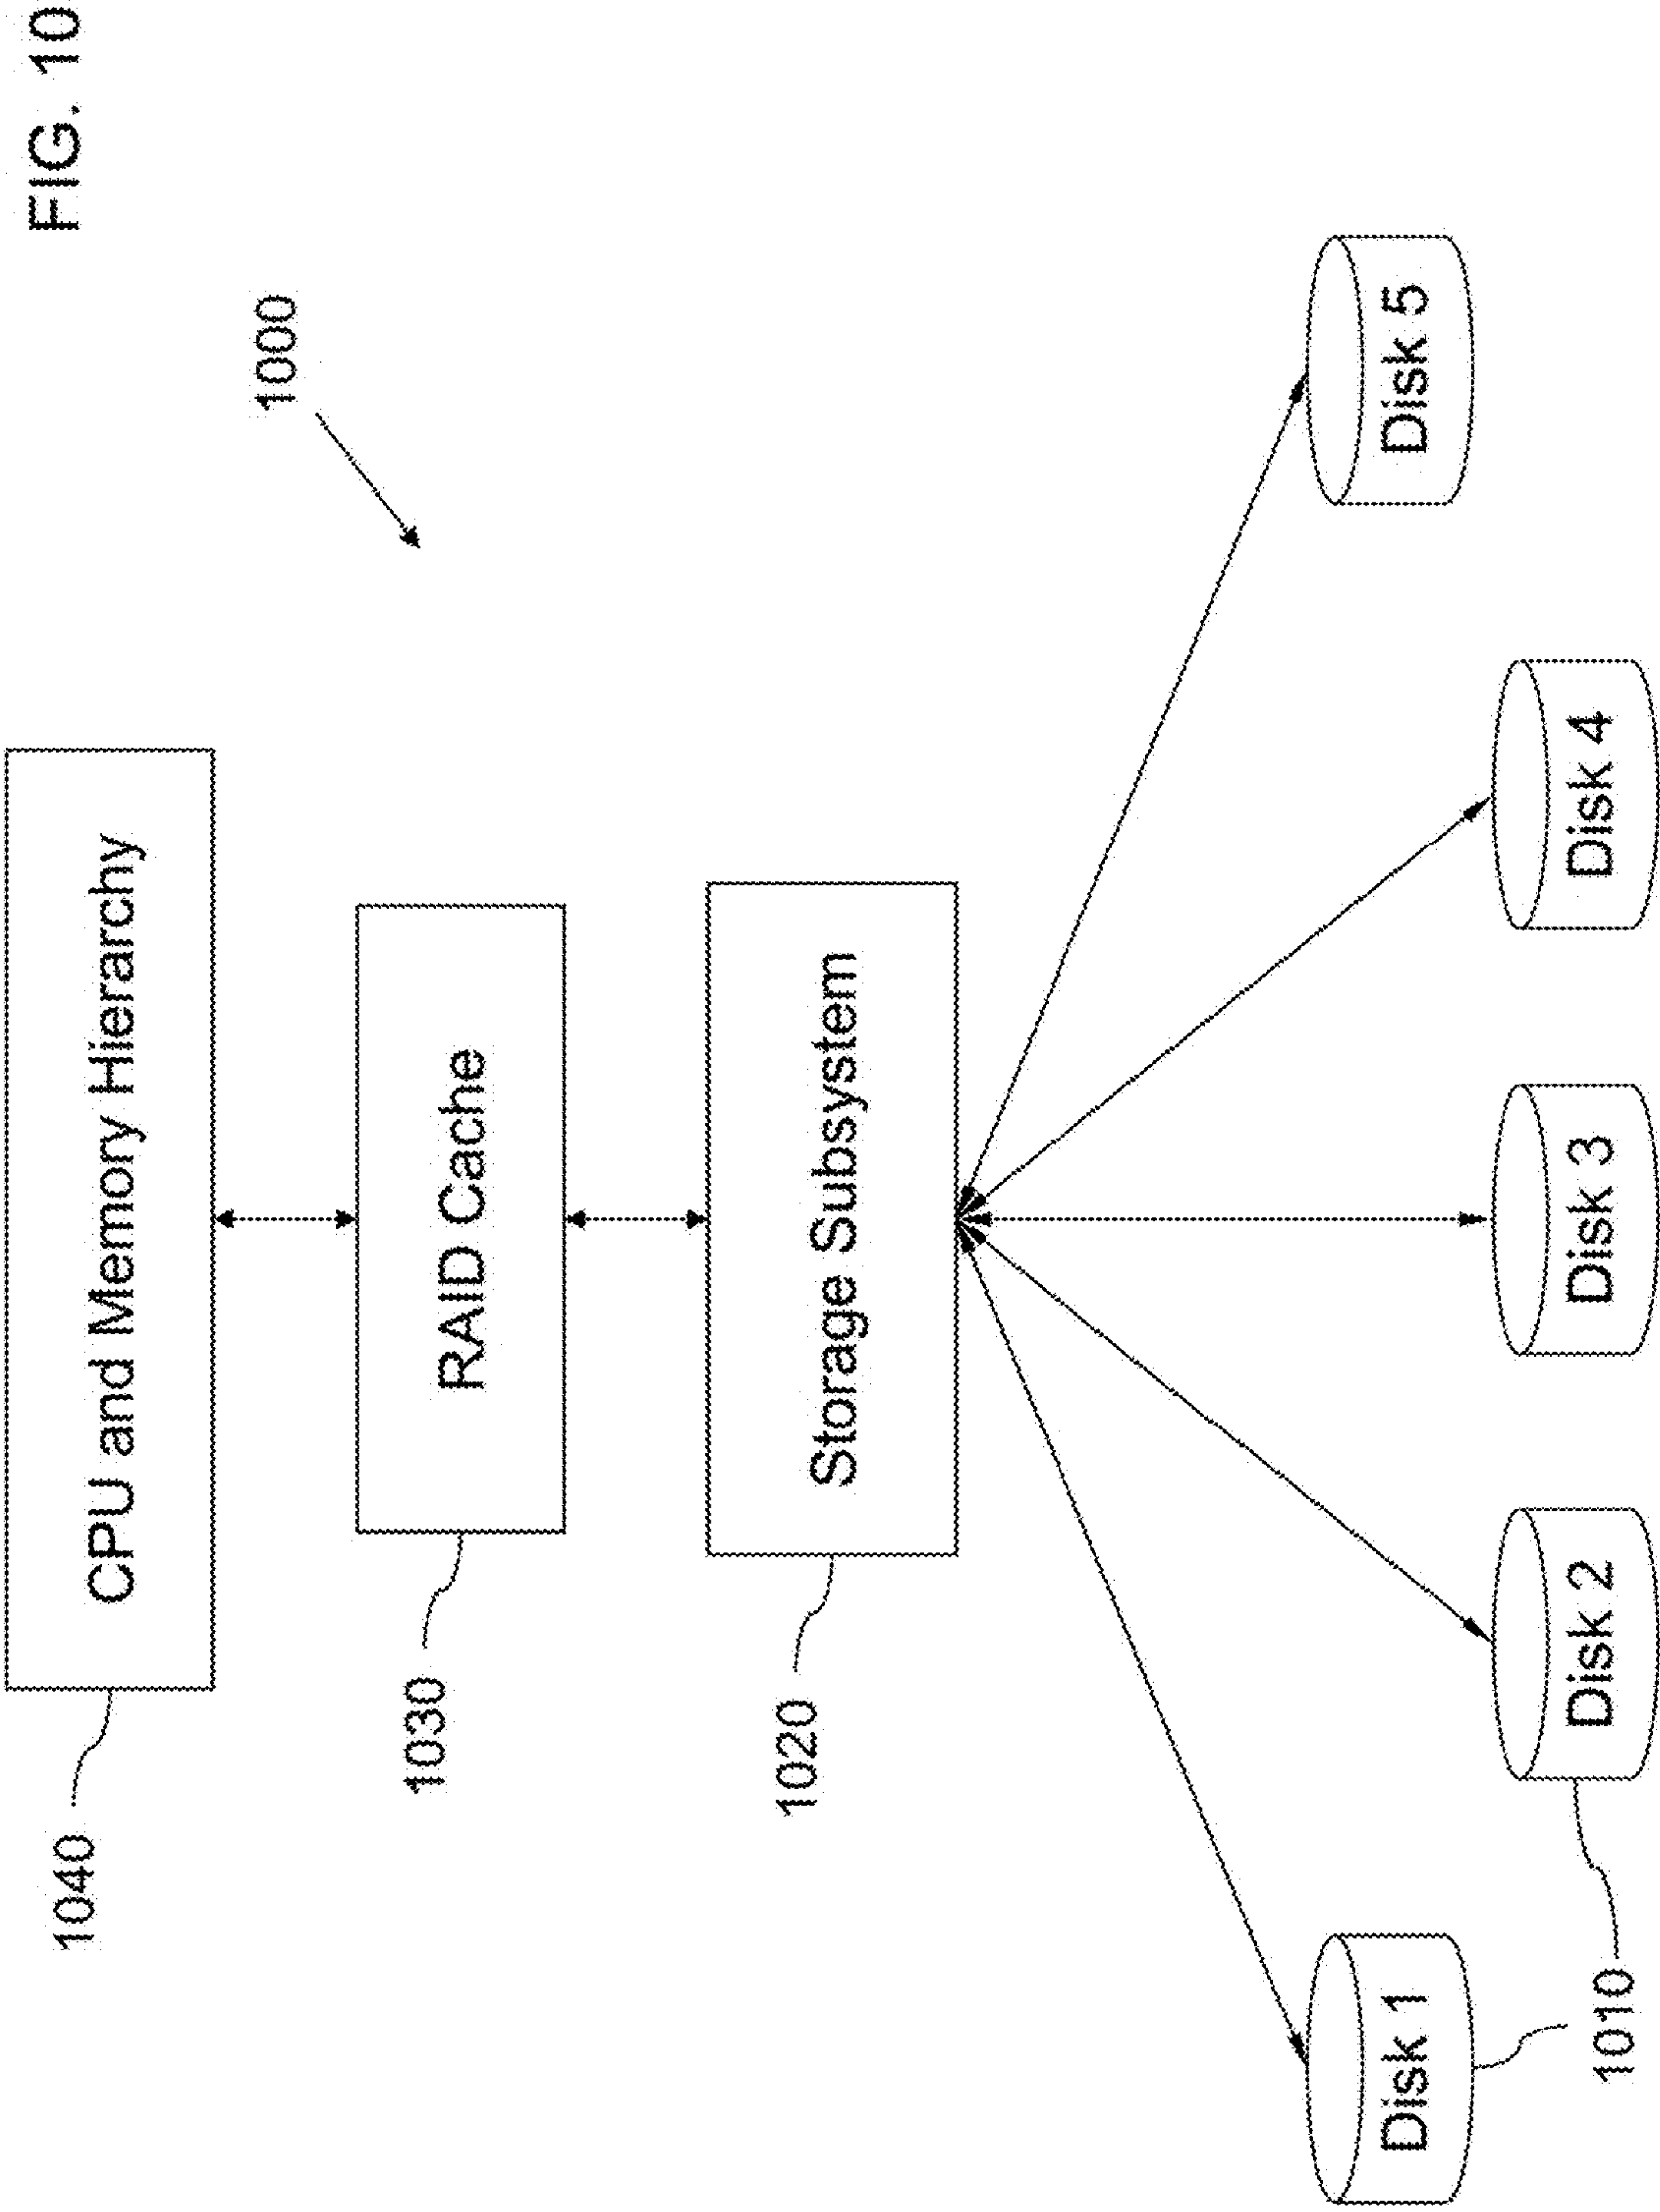 FIG. 10
1000
1040
CPU and Memory Hierarchy
1030
RAID Cache
1020
Storage Subsystem
Disk 1
Disk 5
Disk 2
Disk 3
Disk 4
1010